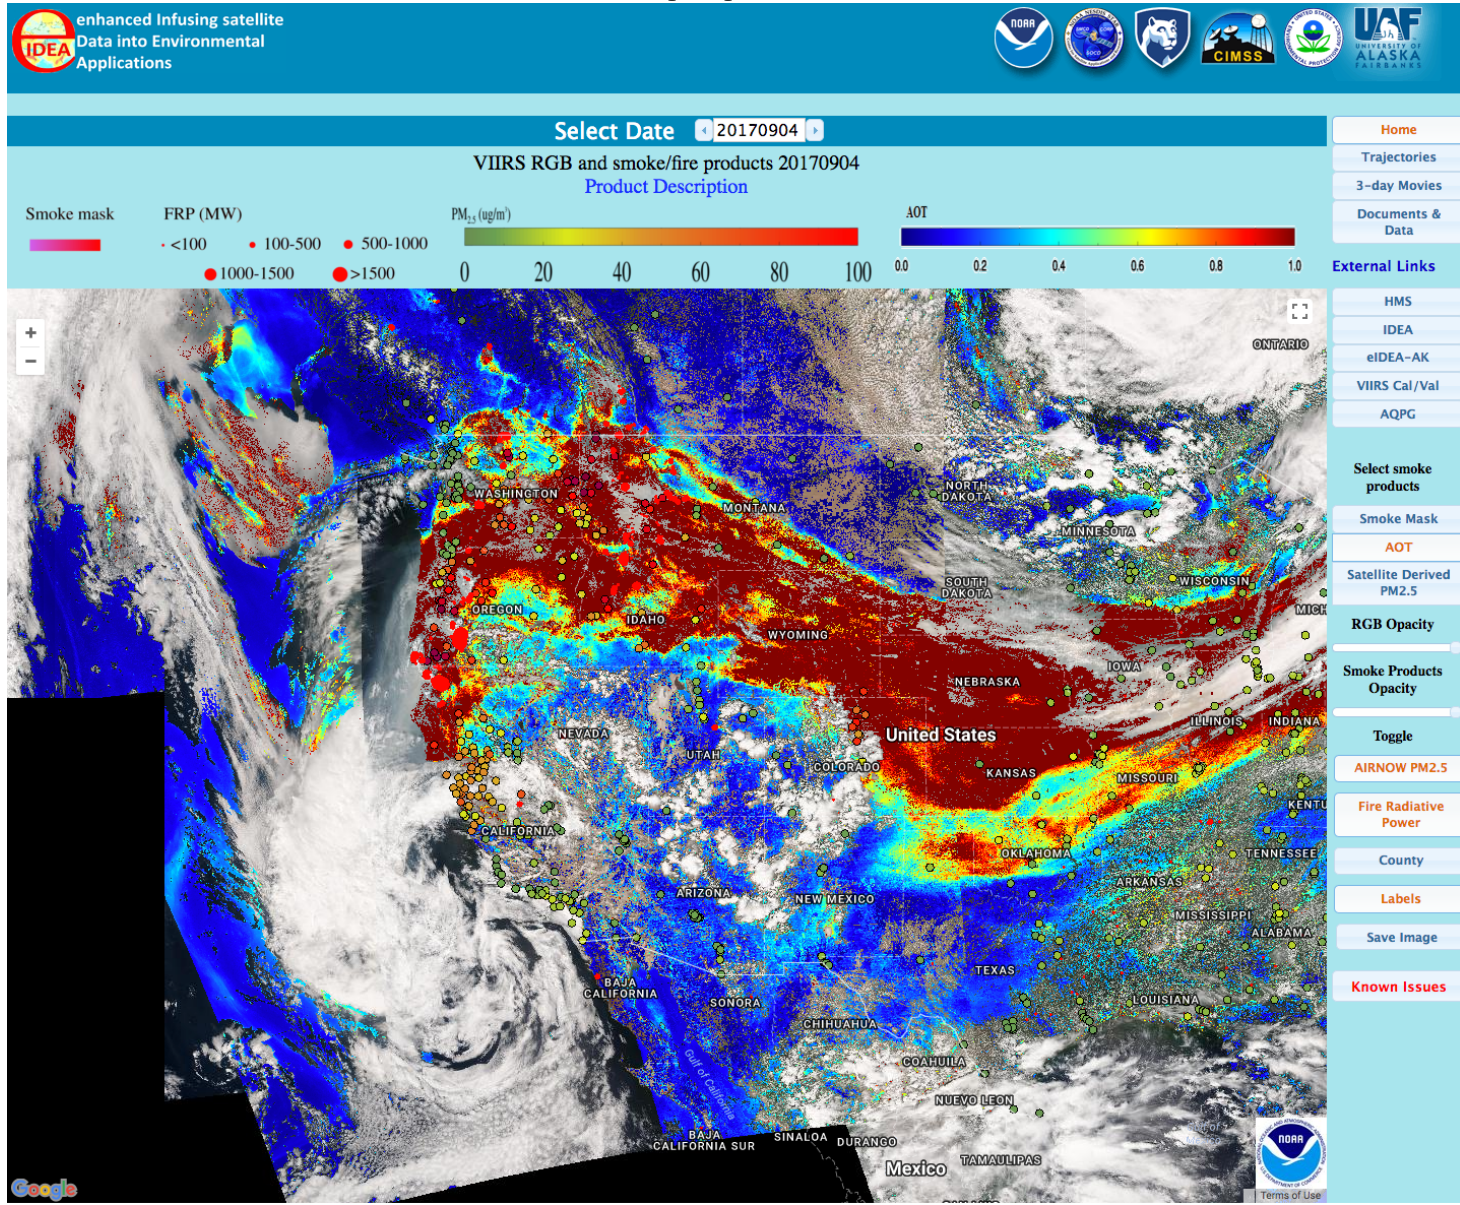 enhanced Infusing satellite
Data into Environmental
Applications
IDEA
NOAA
CIMSS
UAF
UNIVERSITY OF
ALASKA
FAIRBANKS
Select Date 20170904
VIIRS RGB and smoke/fire products 20170904
Product Description
Smoke mask
FRP (MW)
<100 100-500 500-1000
1000-1500 >1500
PM2.5 (ug/m³)
0 20 40 60 80 100
AOT
0.0 0.2 0.4 0.6 0.8 1.0
Home
Trajectories
3-day Movies
Documents &
Data
External Links
HMS
IDEA
eIDEA-AK
VIIRS Cal/Val
AQPG
Select smoke
products
Smoke Mask
AOT
Satellite Derived
PM2.5
RGB Opacity
Smoke Products
Opacity
Toggle
AIRNOW PM2.5
Fire Radiative
Power
County
Labels
Save Image
Known Issues
+
−
ONTARIO
WASHINGTON
MONTANA
NORTH
DAKOTA
MINNESOTA
SOUTH
DAKOTA
WISCONSIN
MICH
OREGON
IDAHO
WYOMING
IOWA
NEBRASKA
ILLINOIS
INDIANA
NEVADA
United States
UTAH
COLORADO
KANSAS
MISSOURI
KENTU
CALIFORNIA
OKLAHOMA
TENNESSEE
ARKANSAS
ARIZONA
NEW MEXICO
MISSISSIPPI
ALABAMA
TEXAS
BAJA
CALIFORNIA
SONORA
LOUISIANA
CHIHUAHUA
COAHUILA
Gulf of California
NUEVO LEON
Gulf of
Mexico
BAJA
CALIFORNIA SUR
SINALOA
DURANGO
Mexico
TAMAULIPAS
NOAA
Google
Terms of Use